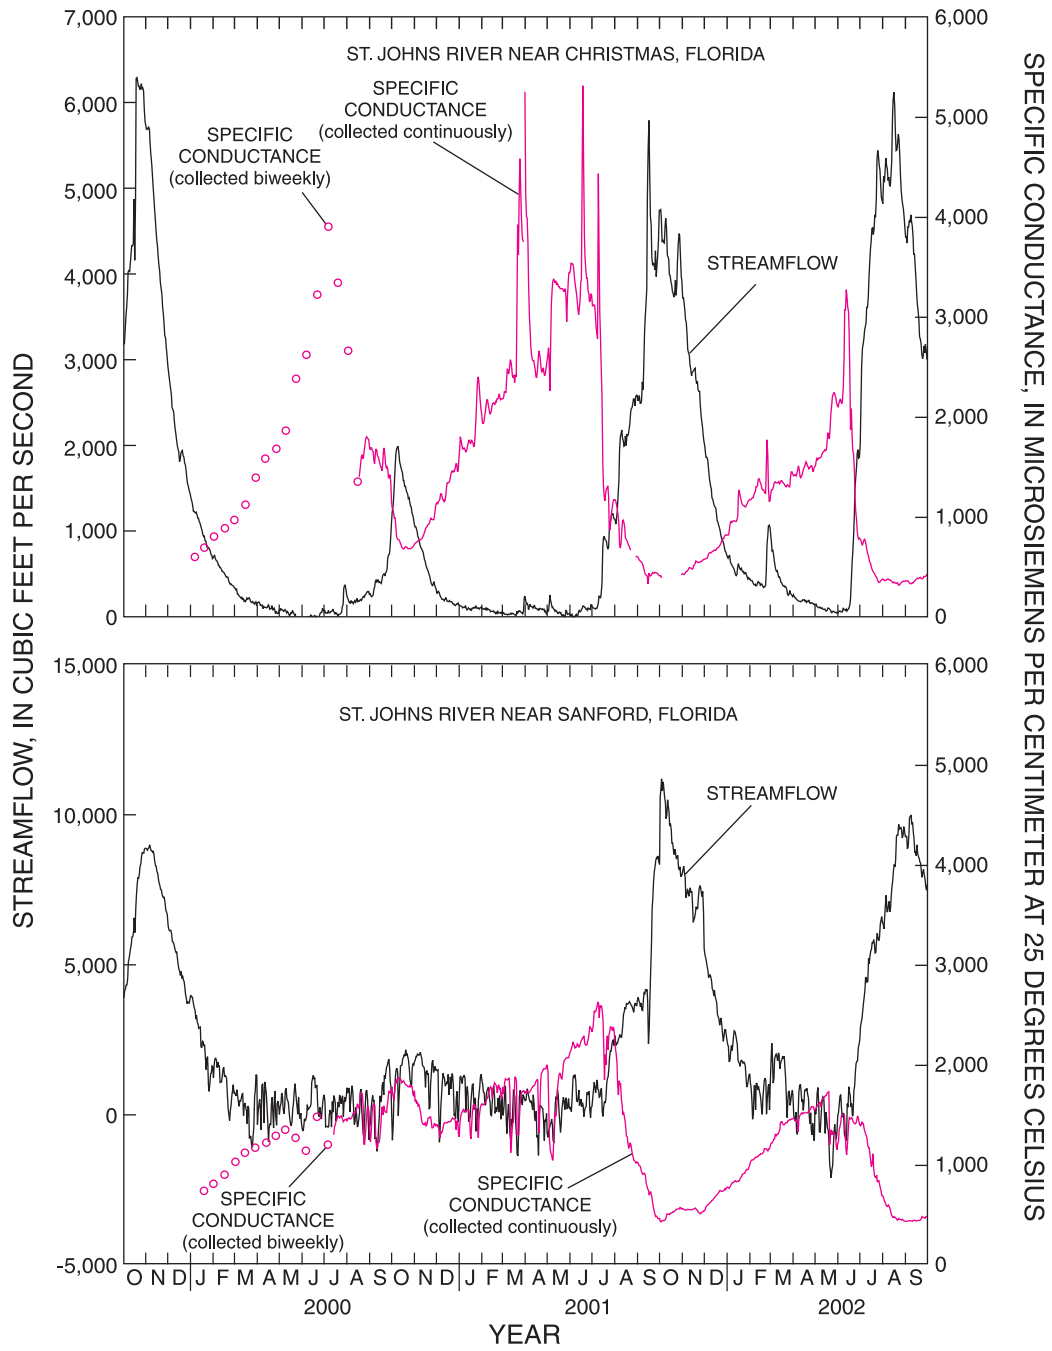 STREAMFLOW, IN CUBIC FEET PER SECOND
7,000
6,000
5,000
4,000
3,000
2,000
1,000
0
ST. JOHNS RIVER NEAR CHRISTMAS, FLORIDA
SPECIFIC
CONDUCTANCE
(collected continuously)
SPECIFIC
CONDUCTANCE
(collected biweekly)
STREAMFLOW
6,000
5,000
4,000
3,000
2,000
1,000
0
SPECIFIC CONDUCTANCE, IN MICROSIEMENS PER CENTIMETER AT 25 DEGREES CELSIUS
15,000
10,000
5,000
0
-5,000
ST. JOHNS RIVER NEAR SANFORD, FLORIDA
STREAMFLOW
SPECIFIC
CONDUCTANCE
(collected biweekly)
SPECIFIC
CONDUCTANCE
(collected continuously)
6,000
5,000
4,000
3,000
2,000
1,000
0
O N D J F M A M J J A S O N D J F M A M J J A S O N D J F M A M J J A S
2000 2001 2002
YEAR